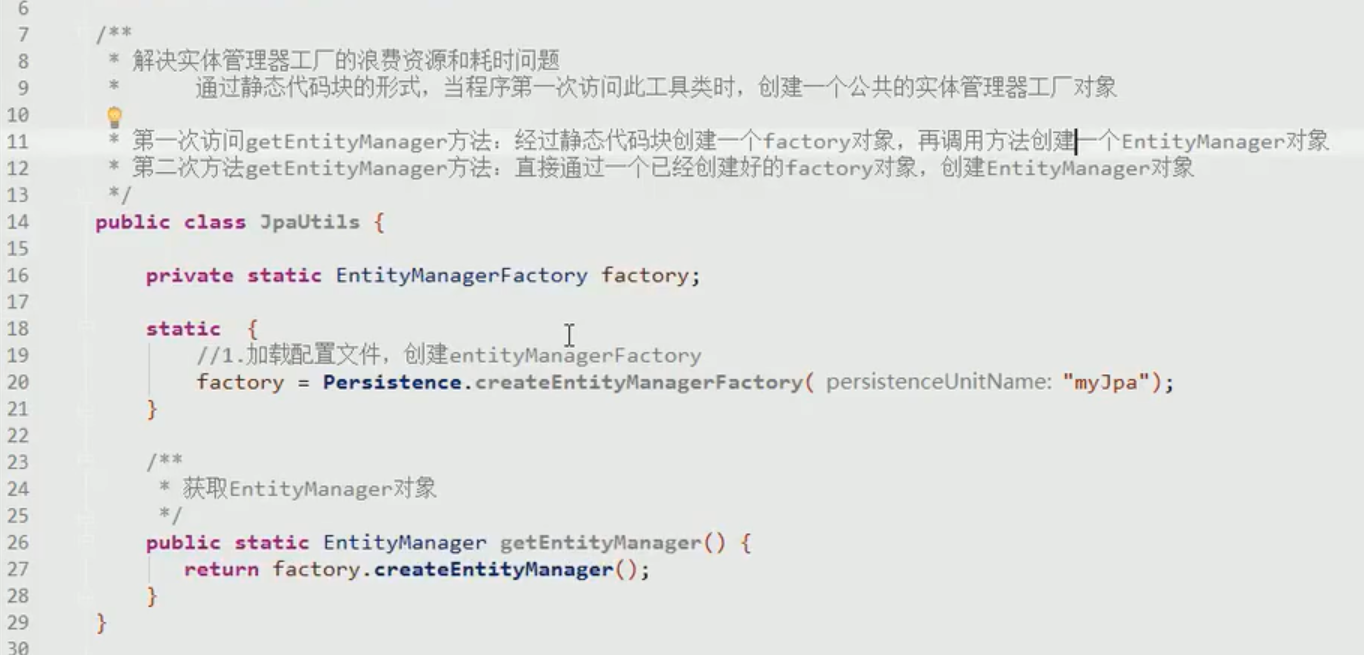 6
7 /**
8 * 解决实体管理器工厂的浪费资源和耗时问题
9 * 通过静态代码块的形式，当程序第一次访问此工具类时，创建一个公共的实体管理器工厂对象
10
11 * 第一次访问getEntityManager方法：经过静态代码块创建一个factory对象，再调用方法创建一个EntityManager对象
12 * 第二次方法getEntityManager方法：直接通过一个已经创建好的factory对象，创建EntityManager对象
13 */
14 public class JpaUtils {
15
16 private static EntityManagerFactory factory;
17
18 static {
19 //1.加载配置文件，创建entityManagerFactory
20 factory = Persistence.createEntityManagerFactory( persistenceUnitName: "myJpa");
21 }
22
23 /**
24 * 获取EntityManager对象
25 */
26 public static EntityManager getEntityManager() {
27 return factory.createEntityManager();
28 }
29 }
30